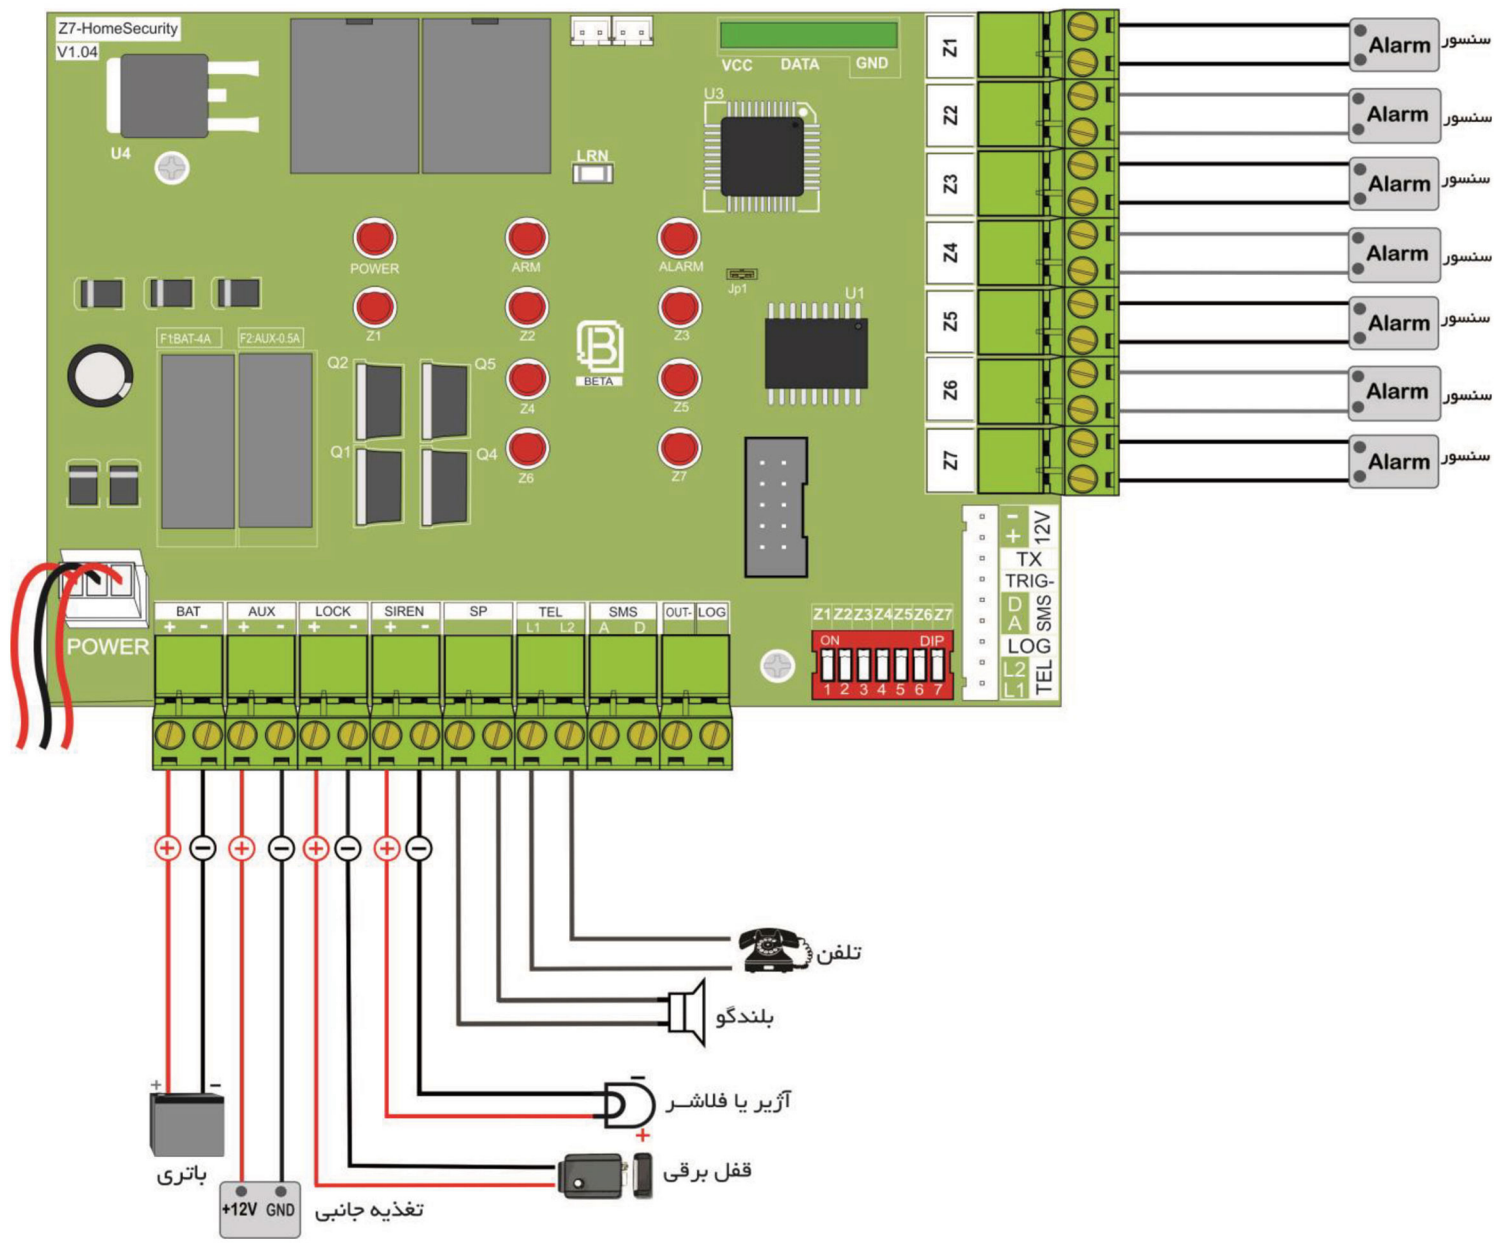 Z7-HomeSecurity
V1.04
U4
LRN
VCC DATA GND
U3
Z1
Z2
Z3
Z4
Z5
Z6
Z7
Alarm سنسور
Alarm سنسور
Alarm سنسور
Alarm سنسور
Alarm سنسور
Alarm سنسور
Alarm سنسور
POWER ARM ALARM
Jp1
U1
Z1 Z2 Z3
F1:BAT-4A F2:AUX-0.5A
Q2 Q5
B
BETA
Z4 Z5
Q1 Q4
Z6 Z7
- 12V
+
TX
TRIG-
D SMS
A
LOG
L2 TEL
L1
POWER
BAT AUX LOCK SIREN SP TEL SMS OUT- LOG
+ - + - + - + - L1 L2 A D
Z1 Z2 Z3 Z4 Z5 Z6 Z7
ON DIP
1 2 3 4 5 6 7
+ - + - + - + -
تلفن
بلندگو
-
آژیر یا فلاشـر
+
+ -
باتری
قفل برقی
+12V GND
تغذیه جانبی